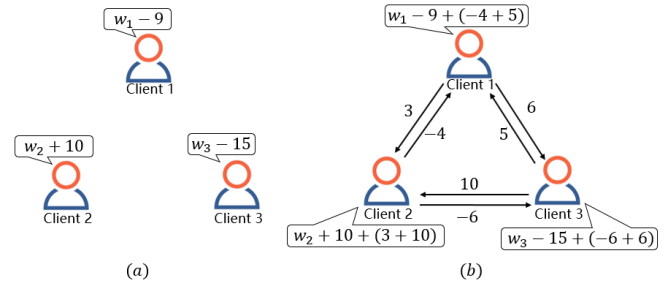 w₁ − 9
Client 1
w₂ + 10
Client 2
w₃ − 15
Client 3
(a)
w₁ − 9 + (−4 + 5)
Client 1
3
−4
6
5
10
−6
Client 2
Client 3
w₂ + 10 + (3 + 10)
w₃ − 15 + (−6 + 6)
(b)